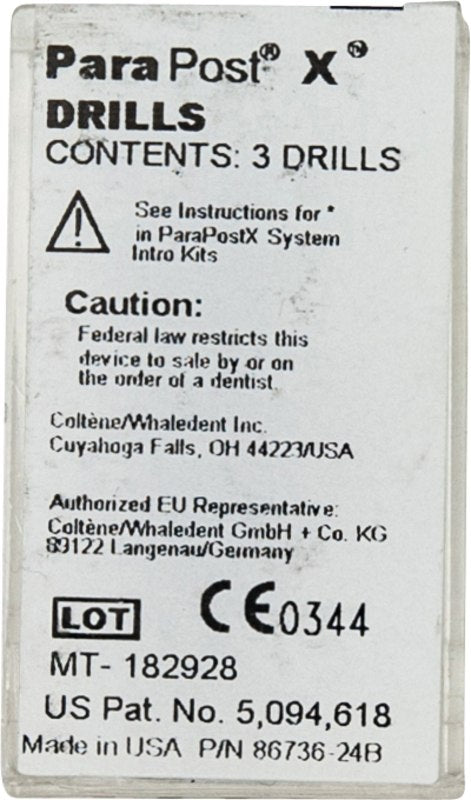 ParaPost® X®
DRILLS
CONTENTS: 3 DRILLS
See Instructions for *
in ParaPostX System
Intro Kits
Caution:
Federal law restricts this
device to sale by or on
the order of a dentist.
Coltène/Whaledent Inc.
Cuyahoga Falls, OH 44223/USA
Authorized EU Representative:
Coltène/Whaledent GmbH + Co. KG
89122 Langenau/Germany
LOT CE0344
MT- 182928
US Pat. No. 5,094,618
Made in USA P/N 86736-24B